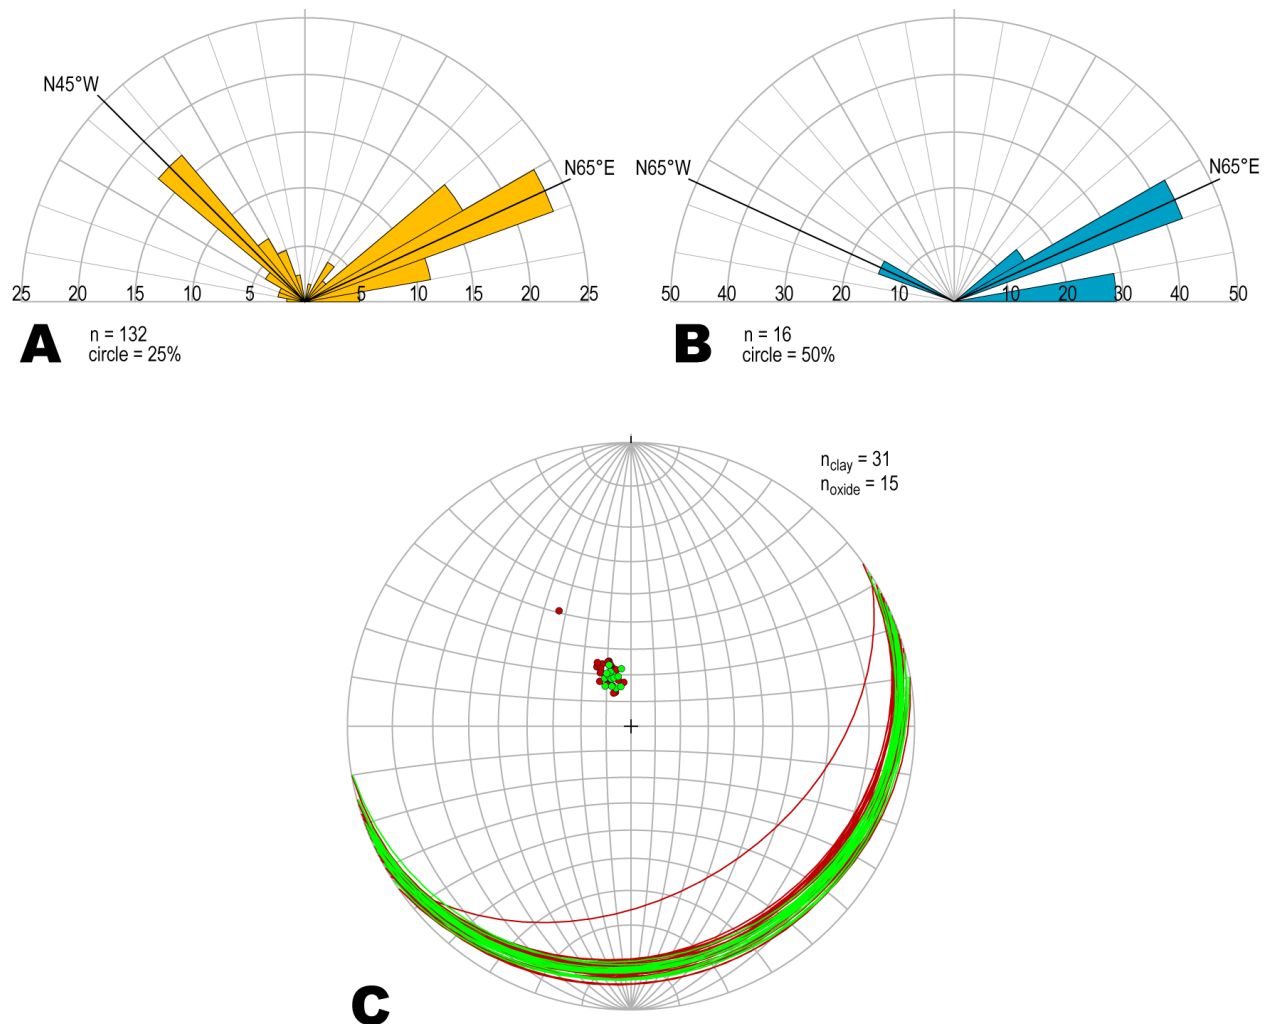 N45°W
N65°E
25 20 15 10 5 5 10 15 20 25
A
n = 132
circle = 25%
N65°W
N65°E
50 40 30 20 10 10 20 30 40 50
B
n = 16
circle = 50%
nclay = 31
noxide = 15
C